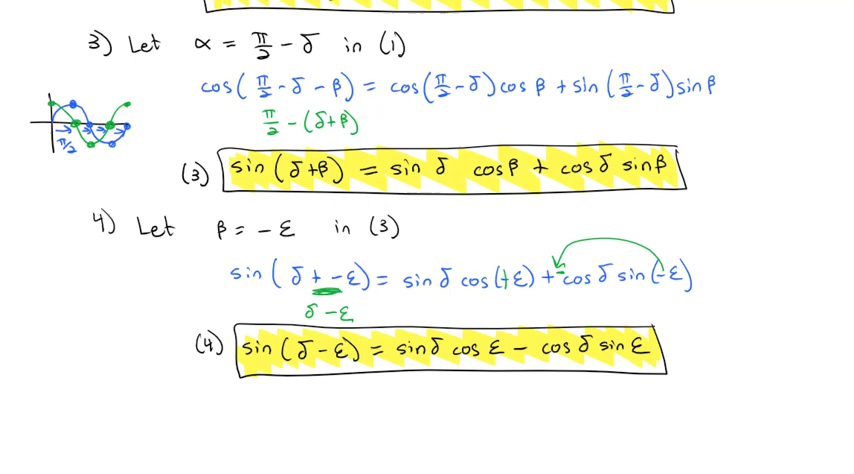 3) Let α = π/2 - δ in (1)
cos(π/2 - δ - β) = cos(π/2 - δ) cos β + sin(π/2 - δ) sin β
π/2 - (δ + β)
π/2
(3) sin(δ + β) = sin δ cos β + cos δ sin β
4) Let β = - ε in (3)
sin(δ + - ε) = sin δ cos(+ε) + - cos δ sin(-ε)
δ - ε
(4) sin(δ - ε) = sin δ cos ε - cos δ sin ε